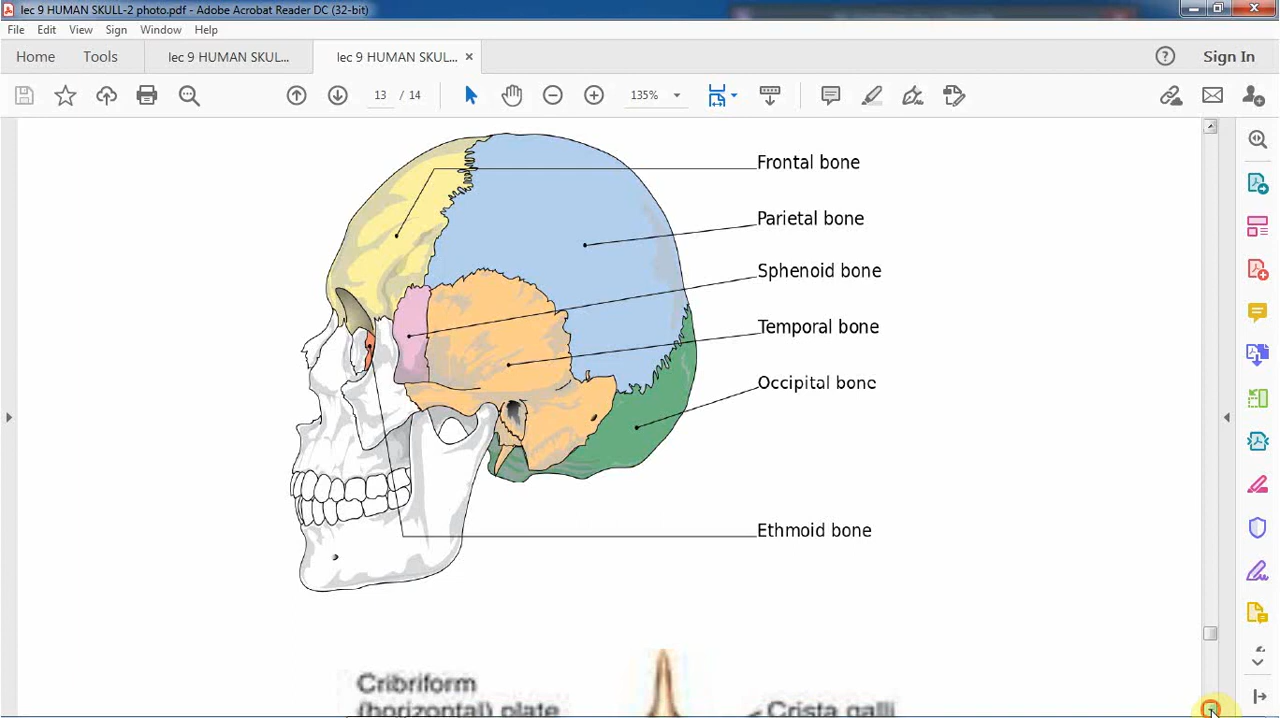 lec 9 HUMAN SKULL-2 photo.pdf - Adobe Acrobat Reader DC (32-bit)
File Edit View Sign Window Help
Home Tools lec 9 HUMAN SKUL... lec 9 HUMAN SKUL... ×
Sign In
13 / 14
135%
Frontal bone
Parietal bone
Sphenoid bone
Temporal bone
Occipital bone
Ethmoid bone
Cribriform
(horizontal) plate
Crista galli